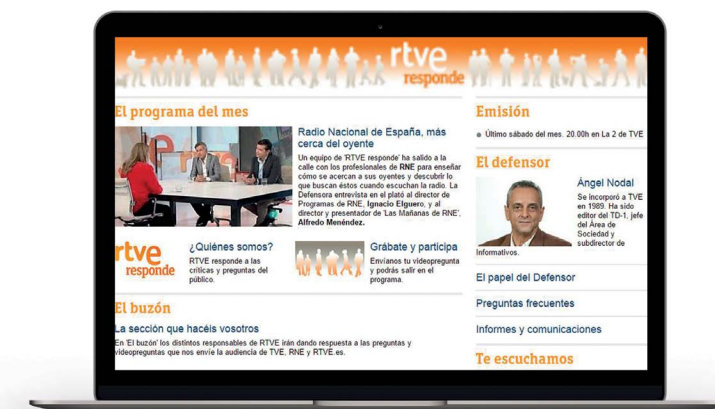 rtve
responde
El programa del mes
Radio Nacional de España, más
cerca del oyente
Un equipo de 'RTVE responde' ha salido a la
calle con los profesionales de RNE para enseñar
cómo se acercan a sus oyentes y descubrir lo
que buscan éstos cuando escuchan la radio. La
Defensora entrevista en el plató al director de
Programas de RNE, Ignacio Elguero, y al
director y presentador de 'Las Mañanas de RNE',
Alfredo Menéndez.
rtve
responde
¿Quiénes somos?
RTVE responde a las
críticas y preguntas del
público.
Grábate y participa
Envíanos tu videopregunta
y podrás salir en el
programa.
El buzón
La sección que hacéis vosotros
En 'El buzón' los distintos responsables de RTVE irán dando respuesta a las preguntas y
videopreguntas que nos envíe la audiencia de TVE, RNE y RTVE.es.
Emisión
Último sábado del mes. 20.00h en La 2 de TVE
El defensor
Ángel Nodal
Se incorporó a TVE
en 1989. Ha sido
editor del TD-1, jefe
del Área de
Sociedad y
subdirector de
Informativos.
El papel del Defensor
Preguntas frecuentes
Informes y comunicaciones
Te escuchamos